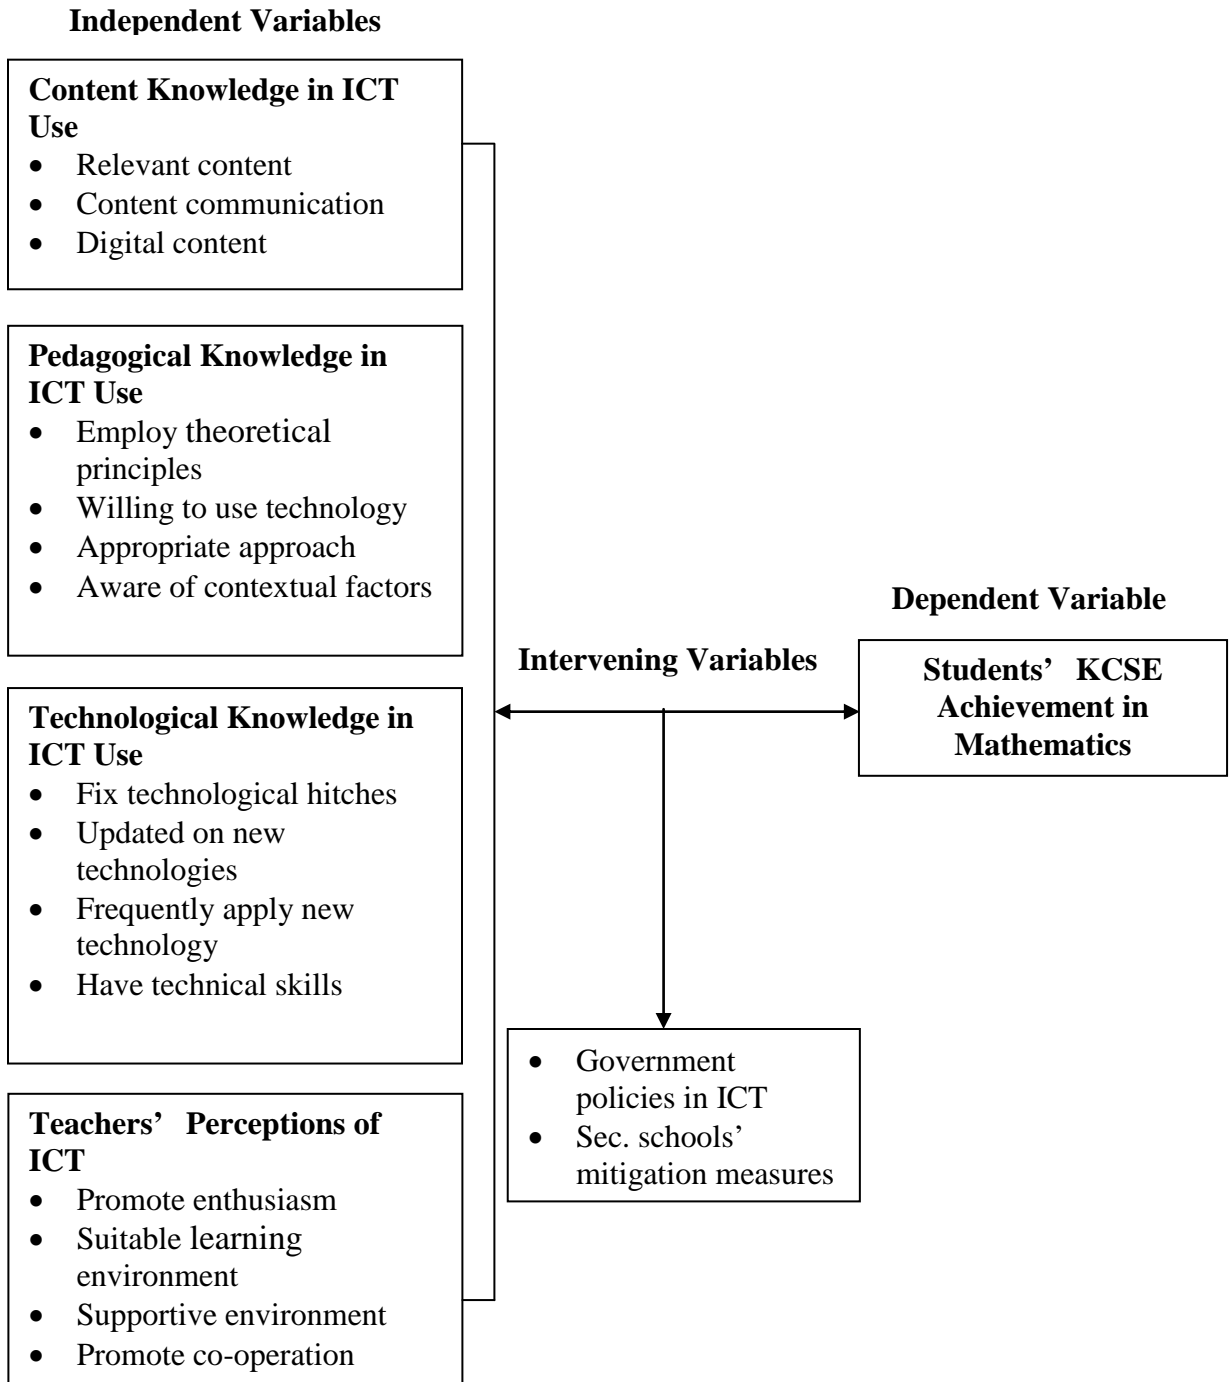 Independent Variables
Content Knowledge in ICT
Use
• Relevant content
• Content communication
• Digital content
Pedagogical Knowledge in
ICT Use
• Employ theoretical
principles
• Willing to use technology
• Appropriate approach
• Aware of contextual factors
Technological Knowledge in
ICT Use
• Fix technological hitches
• Updated on new
technologies
• Frequently apply new
technology
• Have technical skills
Teachers’ Perceptions of
ICT
• Promote enthusiasm
• Suitable learning
environment
• Supportive environment
• Promote co-operation
Intervening Variables
• Government
policies in ICT
• Sec. schools’
mitigation measures
Dependent Variable
Students’ KCSE
Achievement in
Mathematics